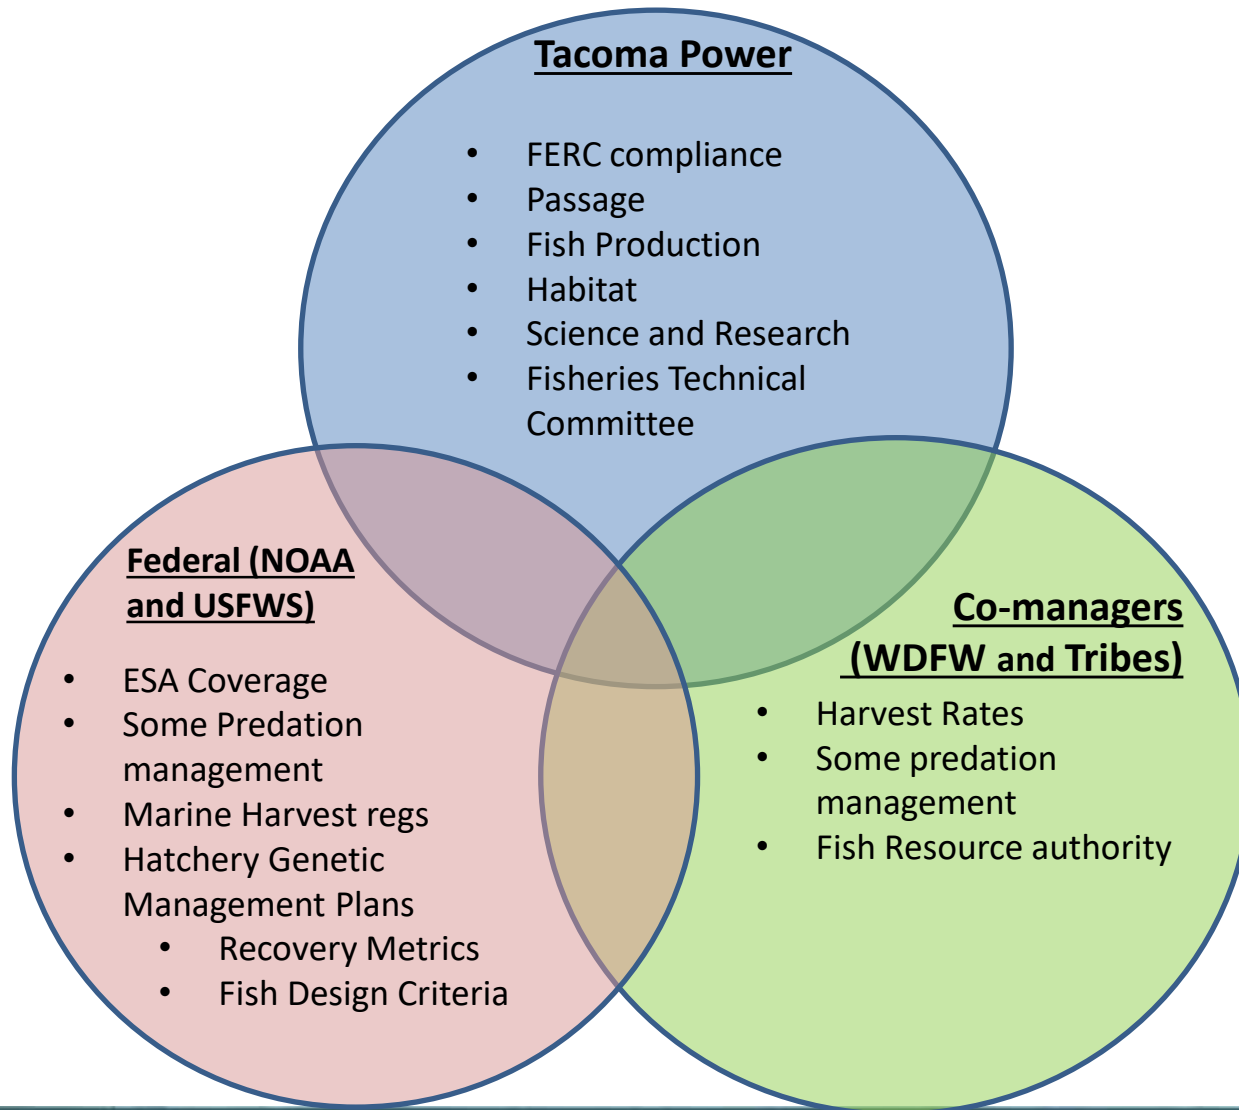 Tacoma Power
• FERC compliance
• Passage
• Fish Production
• Habitat
• Science and Research
• Fisheries Technical
Committee
Federal (NOAA
and USFWS)
• ESA Coverage
• Some Predation
management
• Marine Harvest regs
• Hatchery Genetic
Management Plans
• Recovery Metrics
• Fish Design Criteria
Co-managers
(WDFW and Tribes)
• Harvest Rates
• Some predation
management
• Fish Resource authority